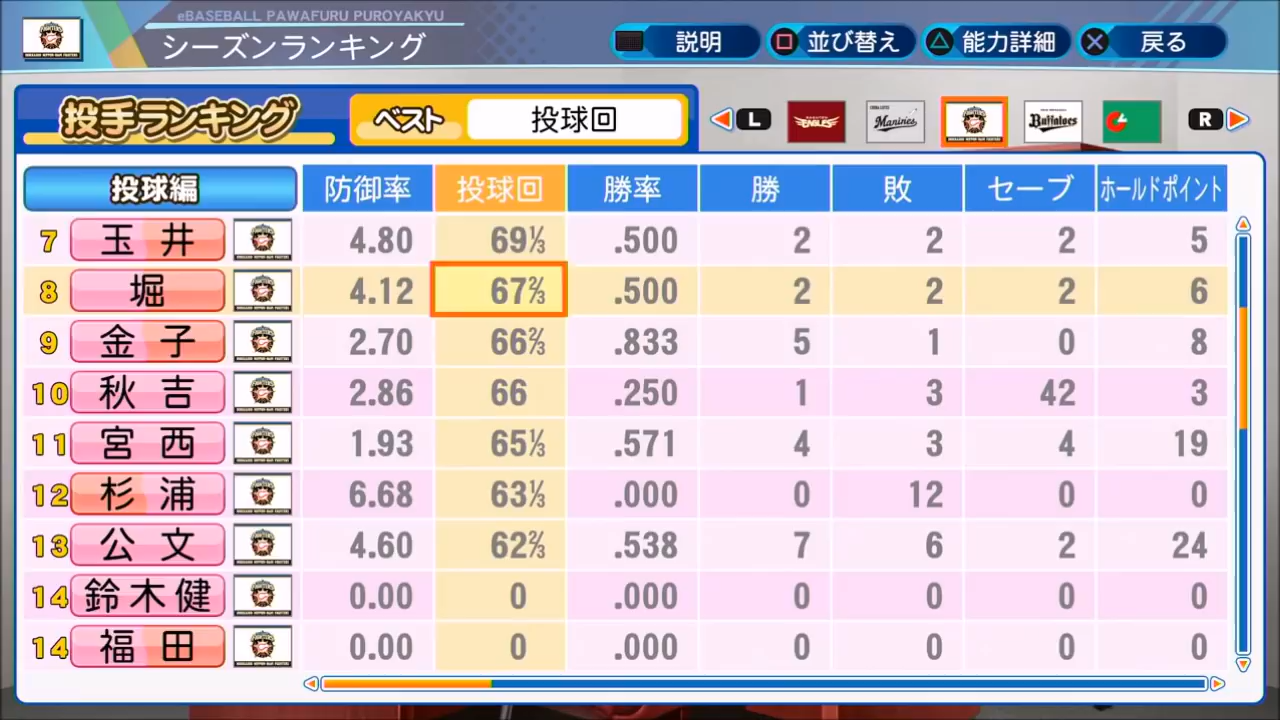 eBASEBALL PAWAFURU PUROYAKYU
シーズンランキング 説明 並び替え 能力詳細 戻る
投手ランキング ベスト 投球回 L EAGLES Marines Buffaloes R
投球編 防御率 投球回 勝率 勝 敗 セーブ ホールドポイント
7 玉井 4.80 69⅓ .500 2 2 2 5
8 堀 4.12 67⅔ .500 2 2 2 6
9 金子 2.70 66⅔ .833 5 1 0 8
10 秋吉 2.86 66 .250 1 3 42 3
11 宮西 1.93 65⅓ .571 4 3 4 19
12 杉浦 6.68 63⅓ .000 0 12 0 0
13 公文 4.60 62⅔ .538 7 6 2 24
14 鈴木健 0.00 0 .000 0 0 0 0
14 福田 0.00 0 .000 0 0 0 0